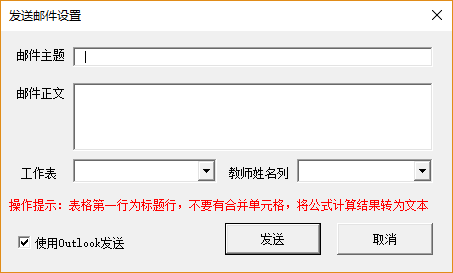 发送邮件设置
邮件主题
邮件正文
工作表 教师姓名列
操作提示：表格第一行为标题行，不要有合并单元格，将公式计算结果转为文本
使用Outlook发送 发送 取消